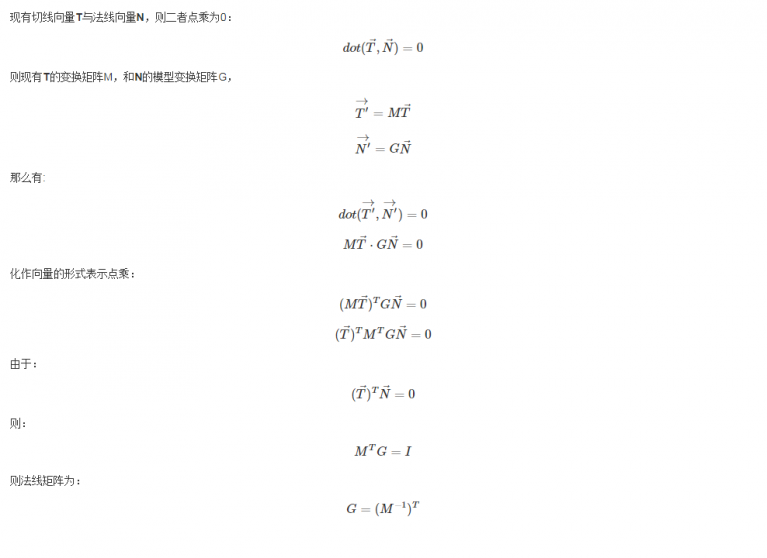 现有切线向量T与法线向量N，则二者点乘为0：
$dot(\vec{T},\vec{N})=0$
则现有T的变换矩阵M，和N的模型变换矩阵G，
$\overrightarrow{T'}=M\vec{T}$
$\overrightarrow{N'}=G\vec{N}$
那么有:
$dot(\overrightarrow{T'},\overrightarrow{N'})=0$
$M\vec{T}\cdot G\vec{N}=0$
化作向量的形式表示点乘：
$(M\vec{T})^T G\vec{N}=0$
$(\vec{T})^T M^T G\vec{N}=0$
由于：
$(\vec{T})^T\vec{N}=0$
则：
$M^T G=I$
则法线矩阵为：
$G=(M^{-1})^T$